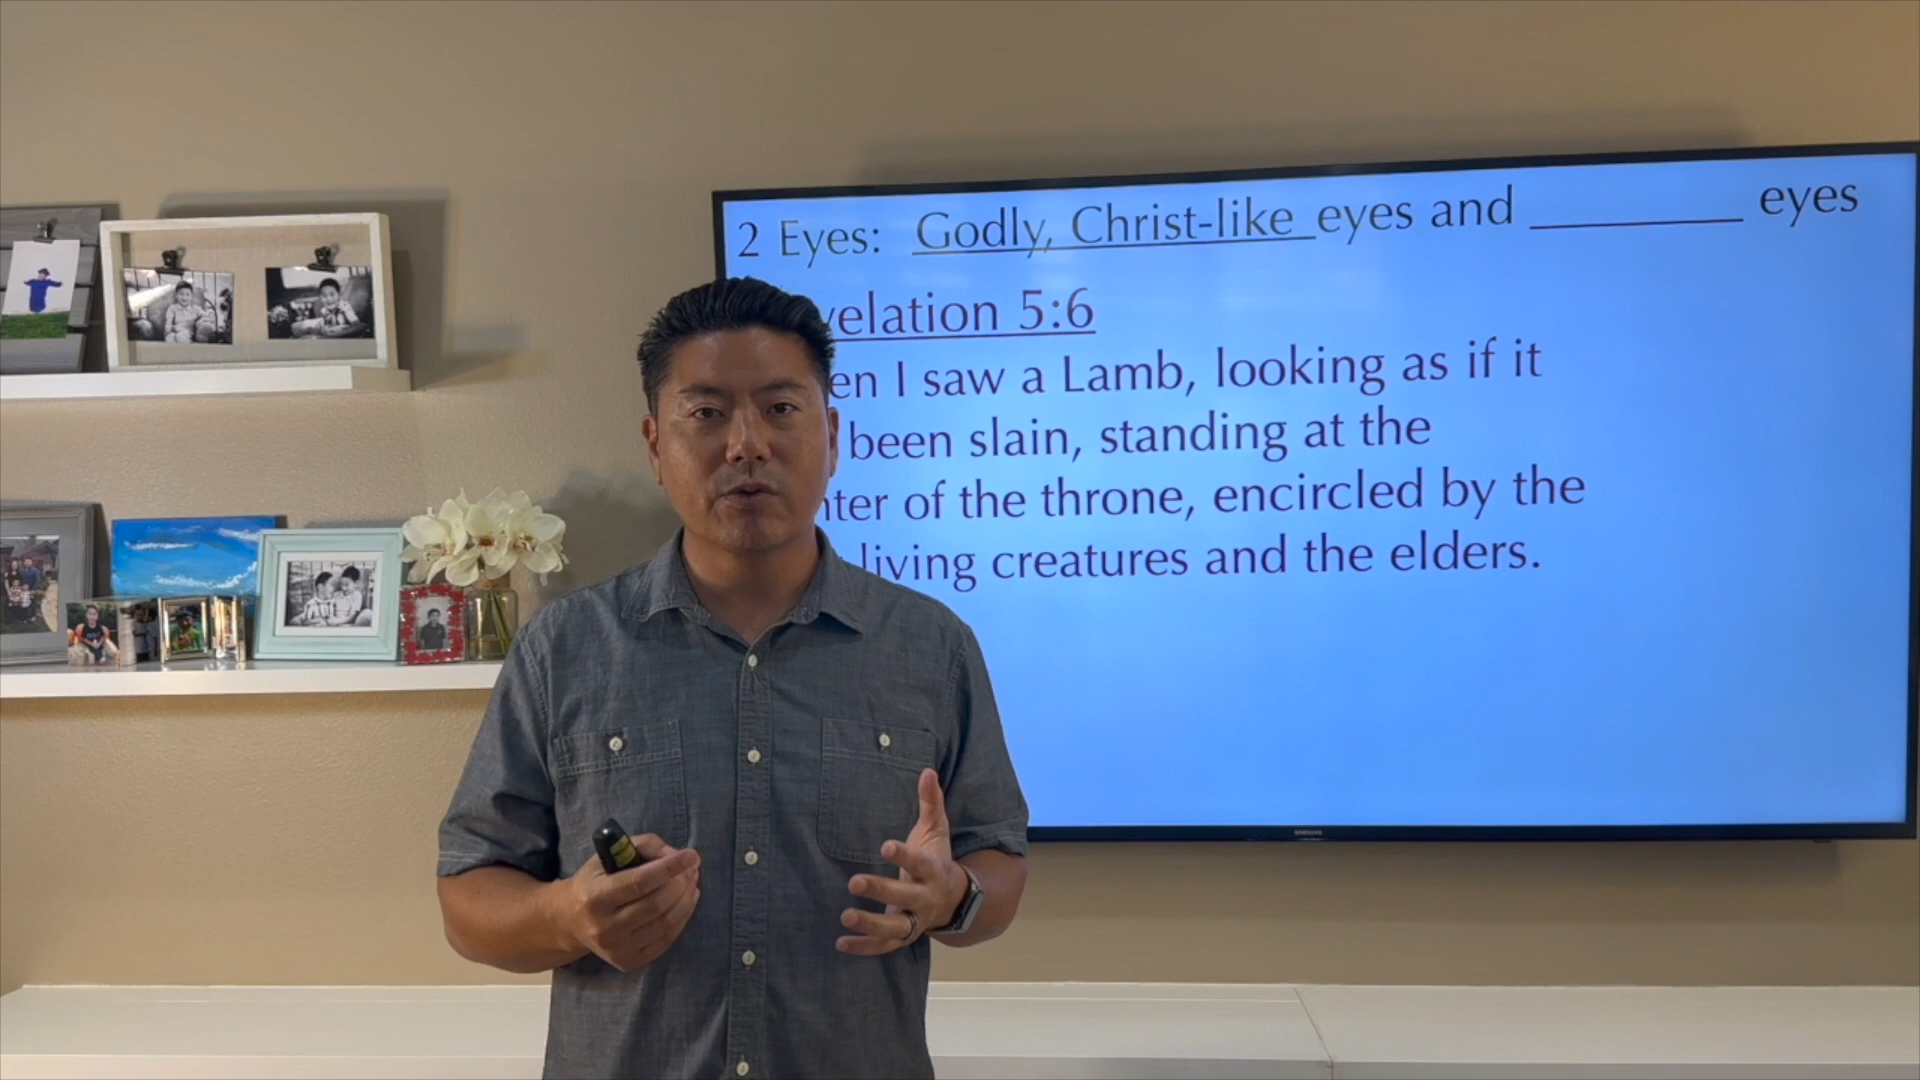 2 Eyes: Godly, Christ-like eyes and ________ eyes
velation 5:6
en I saw a Lamb, looking as if it
been slain, standing at the
nter of the throne, encircled by the
living creatures and the elders.
SAMSUNG